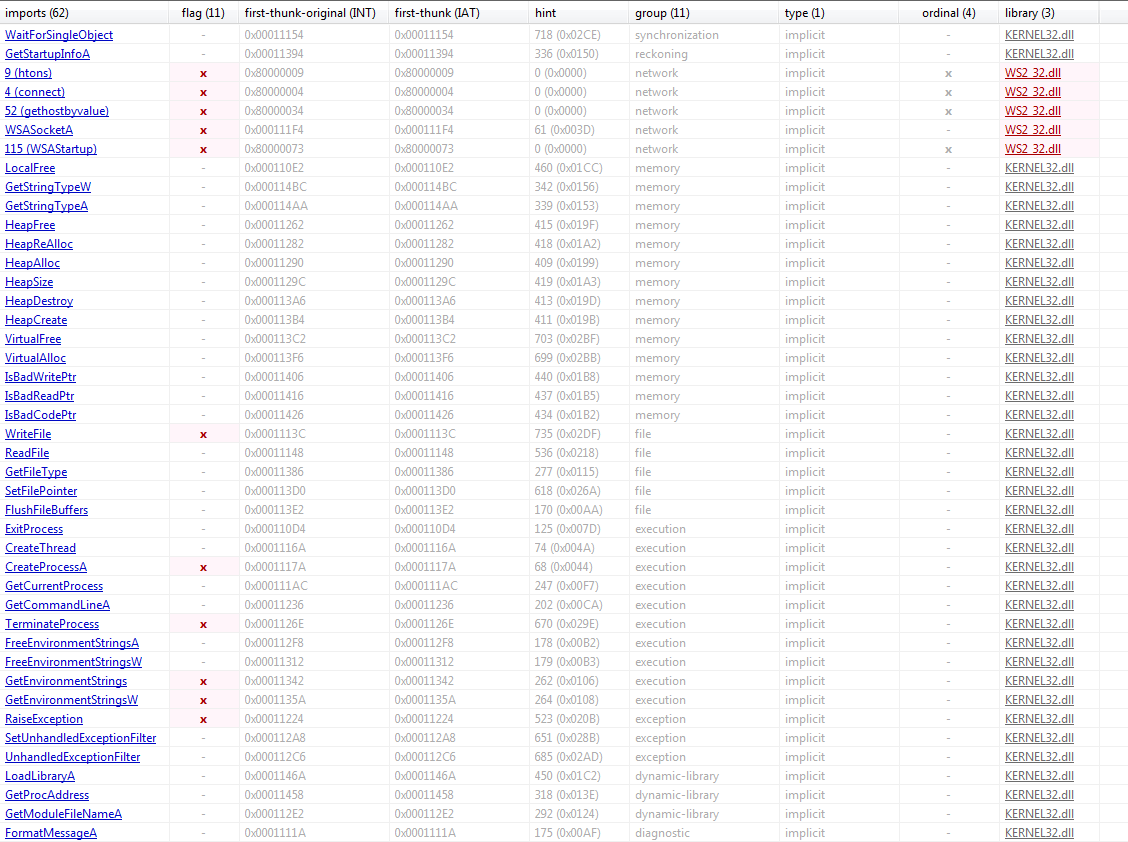 imports (62) flag (11) first-thunk-original (INT) first-thunk (IAT) hint group (11) type (1) ordinal (4) library (3)
WaitForSingleObject - 0x00011154 0x00011154 718 (0x02CE) synchronization implicit - KERNEL32.dll
GetStartupInfoA - 0x00011394 0x00011394 336 (0x0150) reckoning implicit - KERNEL32.dll
9 (htons) x 0x80000009 0x80000009 0 (0x0000) network implicit x WS2_32.dll
4 (connect) x 0x80000004 0x80000004 0 (0x0000) network implicit x WS2_32.dll
52 (gethostbyvalue) x 0x80000034 0x80000034 0 (0x0000) network implicit x WS2_32.dll
WSASocketA x 0x000111F4 0x000111F4 61 (0x003D) network implicit - WS2_32.dll
115 (WSAStartup) x 0x80000073 0x80000073 0 (0x0000) network implicit x WS2_32.dll
LocalFree - 0x000110E2 0x000110E2 460 (0x01CC) memory implicit - KERNEL32.dll
GetStringTypeW - 0x000114BC 0x000114BC 342 (0x0156) memory implicit - KERNEL32.dll
GetStringTypeA - 0x000114AA 0x000114AA 339 (0x0153) memory implicit - KERNEL32.dll
HeapFree - 0x00011262 0x00011262 415 (0x019F) memory implicit - KERNEL32.dll
HeapReAlloc - 0x00011282 0x00011282 418 (0x01A2) memory implicit - KERNEL32.dll
HeapAlloc - 0x00011290 0x00011290 409 (0x0199) memory implicit - KERNEL32.dll
HeapSize - 0x0001129C 0x0001129C 419 (0x01A3) memory implicit - KERNEL32.dll
HeapDestroy - 0x000113A6 0x000113A6 413 (0x019D) memory implicit - KERNEL32.dll
HeapCreate - 0x000113B4 0x000113B4 411 (0x019B) memory implicit - KERNEL32.dll
VirtualFree - 0x000113C2 0x000113C2 703 (0x02BF) memory implicit - KERNEL32.dll
VirtualAlloc - 0x000113F6 0x000113F6 699 (0x02BB) memory implicit - KERNEL32.dll
IsBadWritePtr - 0x00011406 0x00011406 440 (0x01B8) memory implicit - KERNEL32.dll
IsBadReadPtr - 0x00011416 0x00011416 437 (0x01B5) memory implicit - KERNEL32.dll
IsBadCodePtr - 0x00011426 0x00011426 434 (0x01B2) memory implicit - KERNEL32.dll
WriteFile x 0x0001113C 0x0001113C 735 (0x02DF) file implicit - KERNEL32.dll
ReadFile - 0x00011148 0x00011148 536 (0x0218) file implicit - KERNEL32.dll
GetFileType - 0x00011386 0x00011386 277 (0x0115) file implicit - KERNEL32.dll
SetFilePointer - 0x000113D0 0x000113D0 618 (0x026A) file implicit - KERNEL32.dll
FlushFileBuffers - 0x000113E2 0x000113E2 170 (0x00AA) file implicit - KERNEL32.dll
ExitProcess - 0x000110D4 0x000110D4 125 (0x007D) execution implicit - KERNEL32.dll
CreateThread - 0x0001116A 0x0001116A 74 (0x004A) execution implicit - KERNEL32.dll
CreateProcessA x 0x0001117A 0x0001117A 68 (0x0044) execution implicit - KERNEL32.dll
GetCurrentProcess - 0x000111AC 0x000111AC 247 (0x00F7) execution implicit - KERNEL32.dll
GetCommandLineA - 0x00011236 0x00011236 202 (0x00CA) execution implicit - KERNEL32.dll
TerminateProcess x 0x0001126E 0x0001126E 670 (0x029E) execution implicit - KERNEL32.dll
FreeEnvironmentStringsA - 0x000112F8 0x000112F8 178 (0x00B2) execution implicit - KERNEL32.dll
FreeEnvironmentStringsW - 0x00011312 0x00011312 179 (0x00B3) execution implicit - KERNEL32.dll
GetEnvironmentStrings x 0x00011342 0x00011342 262 (0x0106) execution implicit - KERNEL32.dll
GetEnvironmentStringsW x 0x0001135A 0x0001135A 264 (0x0108) execution implicit - KERNEL32.dll
RaiseException x 0x00011224 0x00011224 523 (0x020B) exception implicit - KERNEL32.dll
SetUnhandledExceptionFilter - 0x000112A8 0x000112A8 651 (0x028B) exception implicit - KERNEL32.dll
UnhandledExceptionFilter - 0x000112C6 0x000112C6 685 (0x02AD) exception implicit - KERNEL32.dll
LoadLibraryA - 0x0001146A 0x0001146A 450 (0x01C2) dynamic-library implicit - KERNEL32.dll
GetProcAddress - 0x00011458 0x00011458 318 (0x013E) dynamic-library implicit - KERNEL32.dll
GetModuleFileNameA - 0x000112E2 0x000112E2 292 (0x0124) dynamic-library implicit - KERNEL32.dll
FormatMessageA - 0x0001111A 0x0001111A 175 (0x00AF) diagnostic implicit - KERNEL32.dll